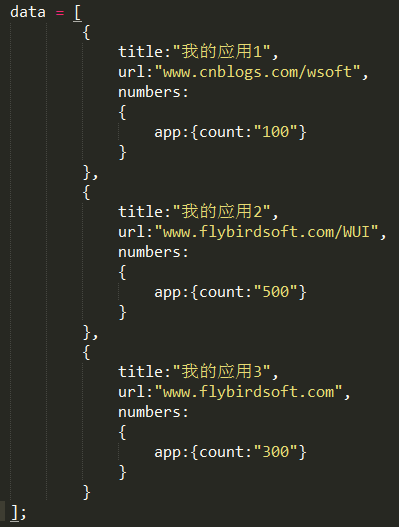 data = [
{
title:"我的应用1",
url:"www.cnblogs.com/wsoft",
numbers:
{
app:{count:"100"}
}
},
{
title:"我的应用2",
url:"www.flybirdsoft.com/WUI",
numbers:
{
app:{count:"500"}
}
},
{
title:"我的应用3",
url:"www.flybirdsoft.com",
numbers:
{
app:{count:"300"}
}
}
];